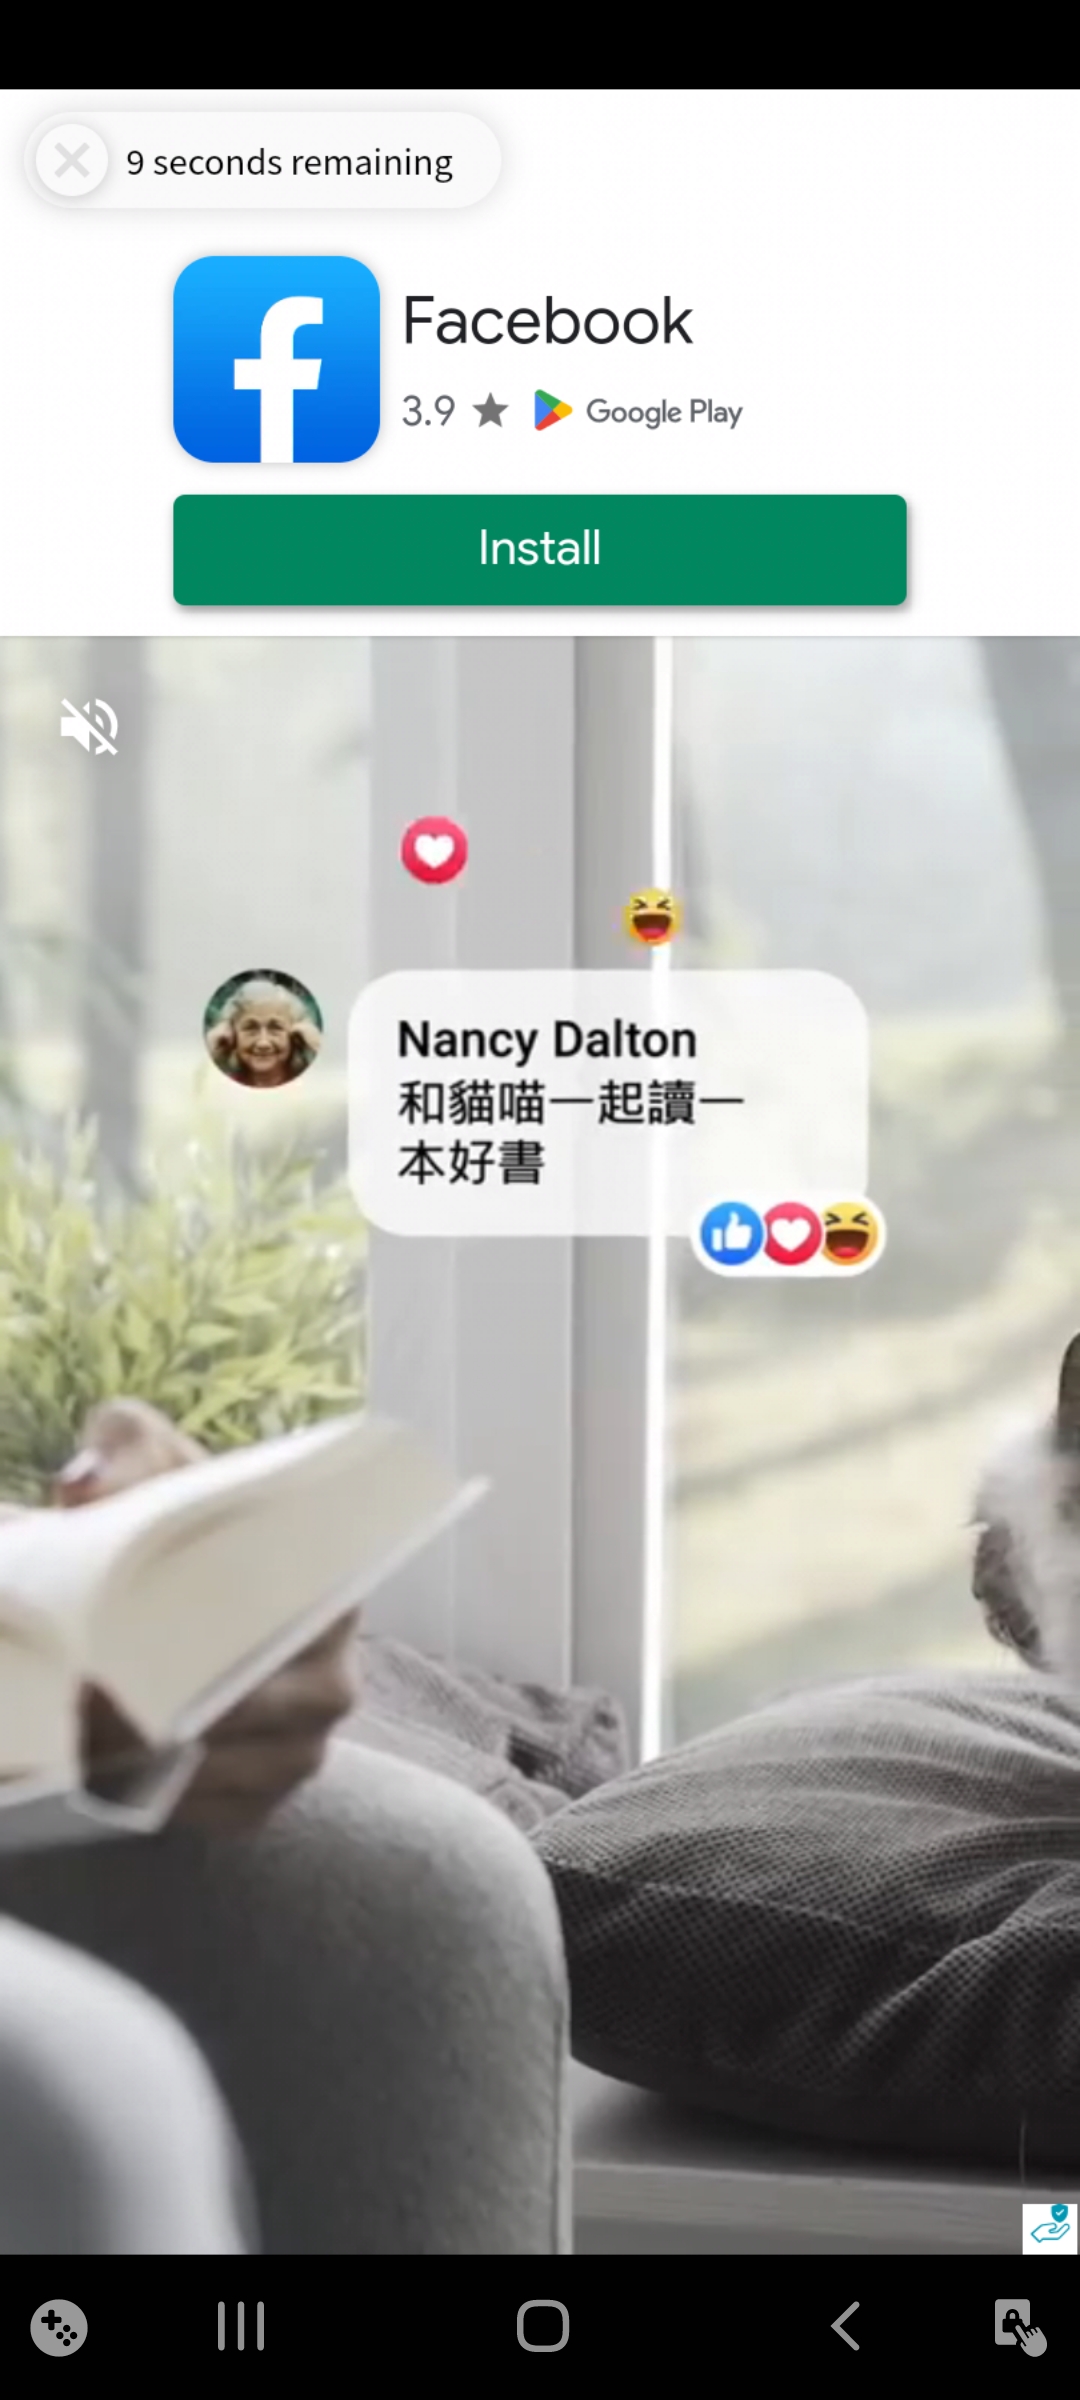 9 seconds remaining
Facebook
3.9 ★ Google Play
Install
Nancy Dalton
和貓喵一起讀一
本好書